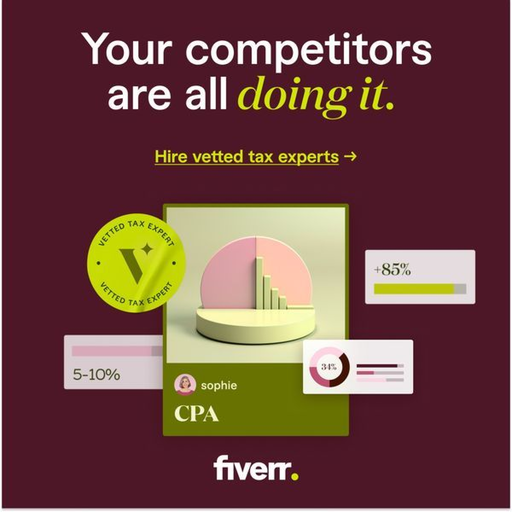 Your competitors
are all doing it.
Hire vetted tax experts →
VETTED TAX EXPERT
V
VETTED TAX EXPERT
+85%
5-10%
34%
sophie
CPA
fiverr.